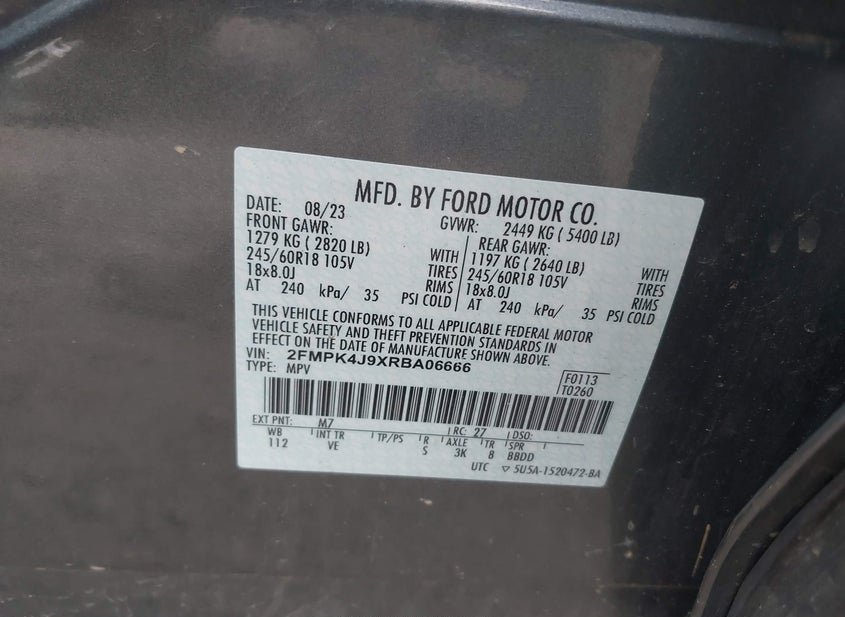 MFD. BY FORD MOTOR CO.
DATE: 08/23 GVWR: 2449 KG ( 5400 LB)
FRONT GAWR: REAR GAWR:
1279 KG ( 2820 LB) WITH 1197 KG ( 2640 LB) WITH
245/60R18 105V TIRES 245/60R18 105V TIRES
18x8.0J RIMS 18x8.0J RIMS
AT 240 kPa/ 35 PSI COLD AT 240 kPa/ 35 PSI COLD
THIS VEHICLE CONFORMS TO ALL APPLICABLE FEDERAL MOTOR
VEHICLE SAFETY AND THEFT PREVENTION STANDARDS IN
EFFECT ON THE DATE OF MANUFACTURE SHOWN ABOVE.
VIN: 2FMPK4J9XRBA06666
TYPE: MPV
F0113
T0260
EXT PNT: M7 RC: 27 DSO:
WB INT TR TP/PS R AXLE TR SPR
112 VE S 3K 8 BBDD
UTC ▽ 5U5A-1520472-BA